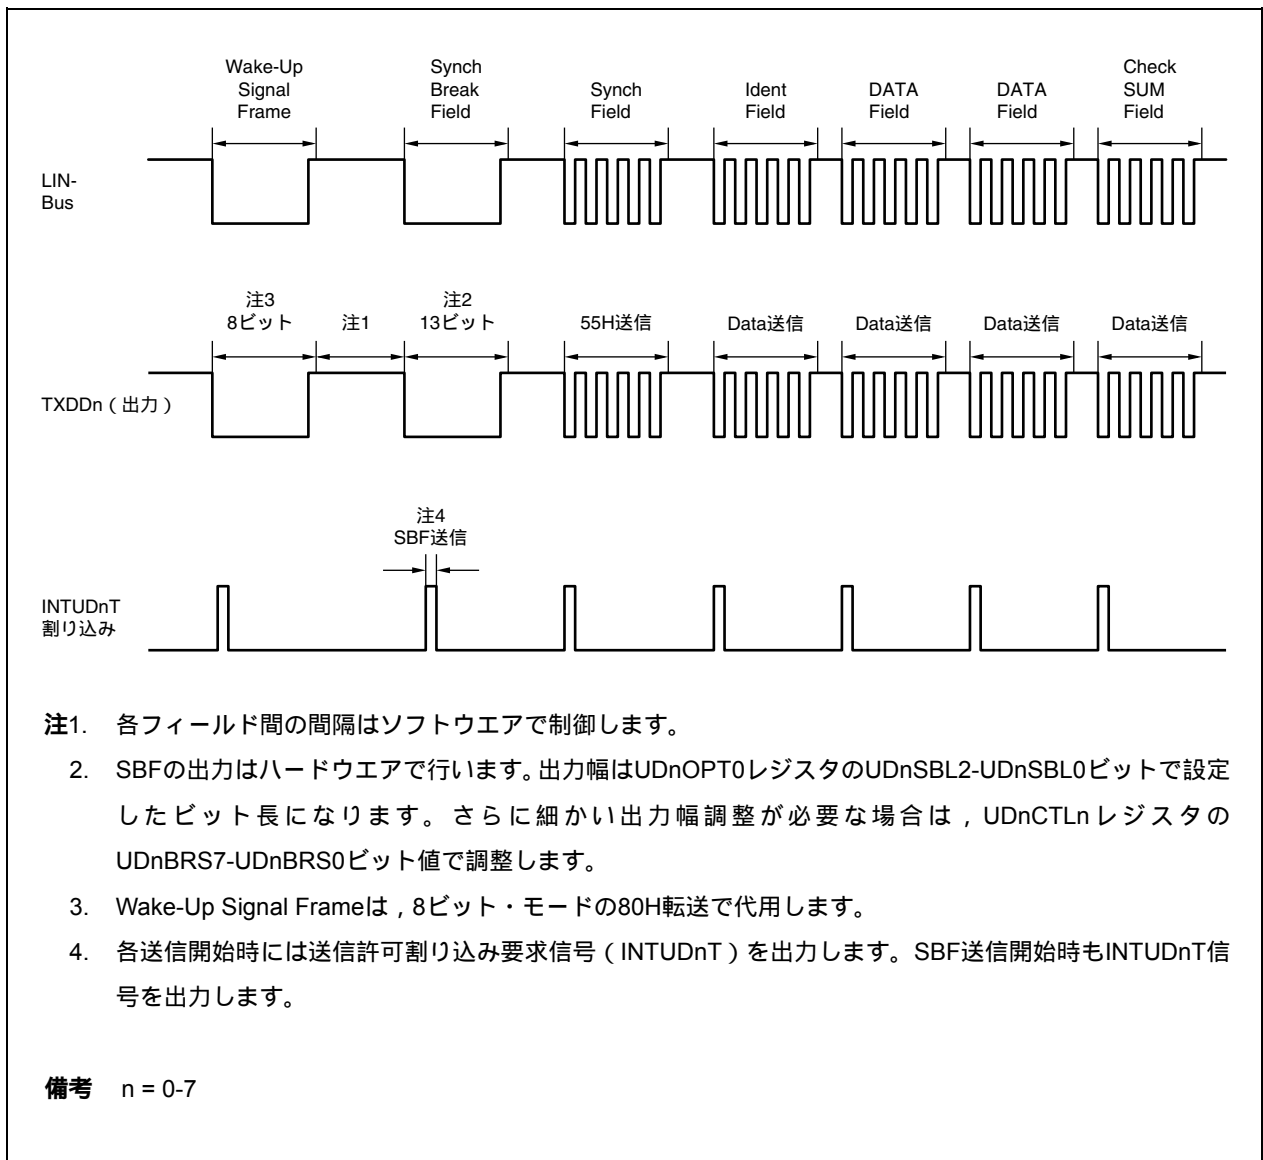 Wake-Up
Signal
Frame
Synch
Break
Field
Synch
Field
Ident
Field
DATA
Field
DATA
Field
Check
SUM
Field
LIN-
Bus
注3
8ビット
注1
注2
13ビット
55H送信
Data送信
Data送信
Data送信
Data送信
TXDDn（出力）
注4
SBF送信
INTUDnT
割り込み
注1. 各フィールド間の間隔はソフトウエアで制御します。
2. SBFの出力はハードウエアで行います。出力幅はUDnOPT0レジスタのUDnSBL2-UDnSBL0ビットで設定
したビット長になります。さらに細かい出力幅調整が必要な場合は，UDnCTLnレジスタの
UDnBRS7-UDnBRS0ビット値で調整します。
3. Wake-Up Signal Frameは，8ビット・モードの80H転送で代用します。
4. 各送信開始時には送信許可割り込み要求信号（INTUDnT）を出力します。SBF送信開始時もINTUDnT信
号を出力します。
備考 n = 0-7